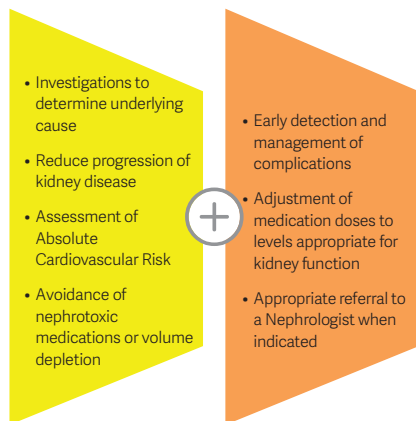 • Investigations to
determine underlying
cause
• Reduce progression of
kidney disease
• Assessment of
Absolute
Cardiovascular Risk
• Avoidance of
nephrotoxic
medications or volume
depletion
+
• Early detection and
management of
complications
• Adjustment of
medication doses to
levels appropriate for
kidney function
• Appropriate referral to
a Nephrologist when
indicated